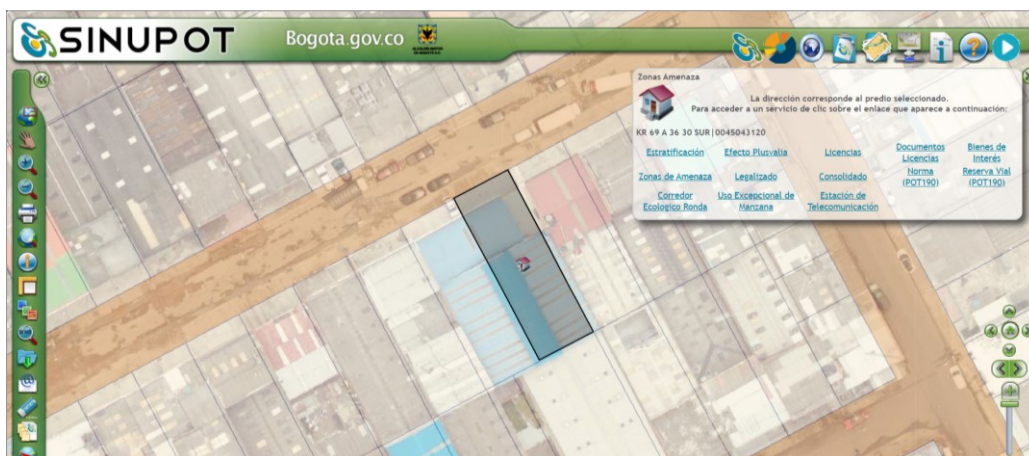 SINUPOT
Bogota.gov.co
Zonas Amenaza
La dirección corresponde al predio seleccionado.
Para acceder a un servicio de clic sobre el enlace que aparece a continuación:
KR 69 A 36 30 SUR|0045043120
Estratificación Efecto Plusvalia Licencias Documentos Licencias Bienes de Interés
Zonas de Amenaza Legalizado Consolidado Norma (POT190) Reserva Vial (POT190)
Corredor Ecologico Ronda Uso Excepcional de Manzana Estación de Telecomunicación